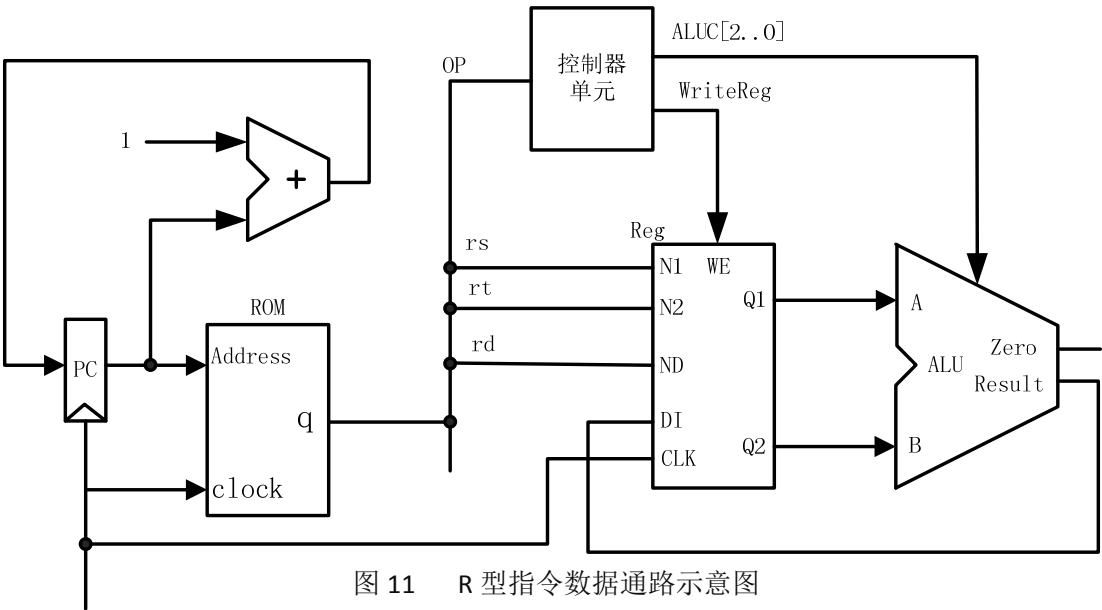 ALUC[2..0]
OP
控制器
单元
WriteReg
1
+
Reg
rs
N1
WE
rt
N2
Q1
A
ROM
rd
Address
PC
ND
ALU
Zero
Result
q
DI
Q2
B
CLK
clock
图 11 R 型指令数据通路示意图